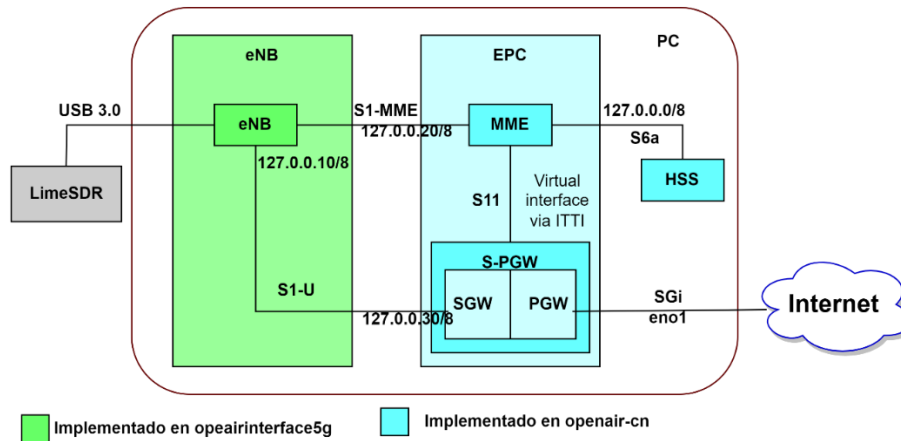 eNB
EPC
PC
USB 3.0
eNB
S1-MME
127.0.0.20/8
MME
127.0.0.0/8
S6a
127.0.0.10/8
LimeSDR
HSS
S11
Virtual
interface
via ITTI
S-PGW
SGW
PGW
S1-U
127.0.0.30/8
SGi
eno1
Internet
Implementado en opeairinterface5g
Implementado en openair-cn